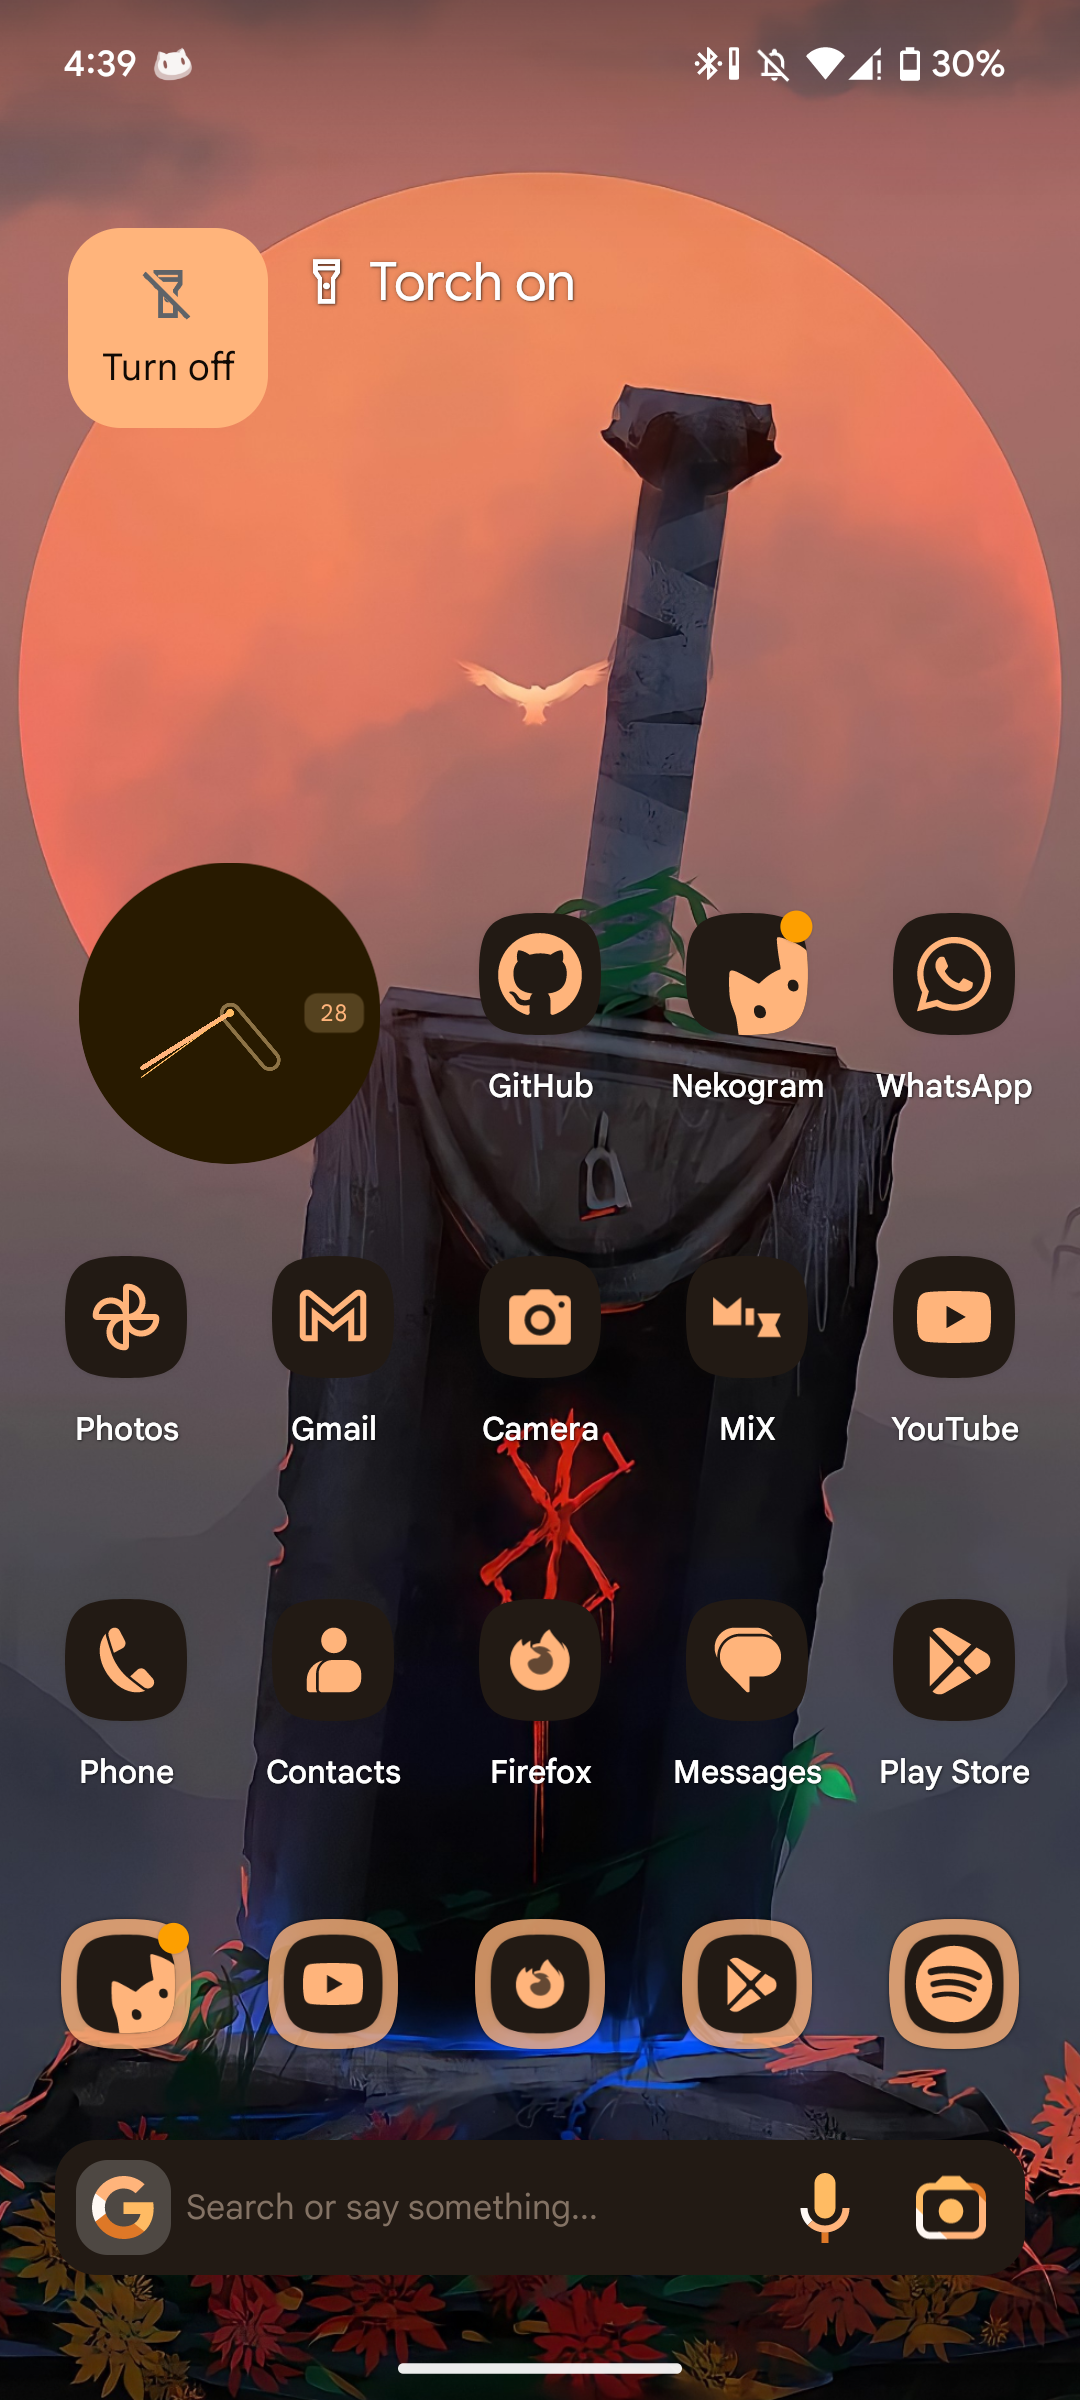 4:39
30%
Torch on
Turn off
28
GitHub
Nekogram
WhatsApp
MiX
Photos
Gmail
Camera
MiX
YouTube
Phone
Contacts
Firefox
Messages
Play Store
G
Search or say something...